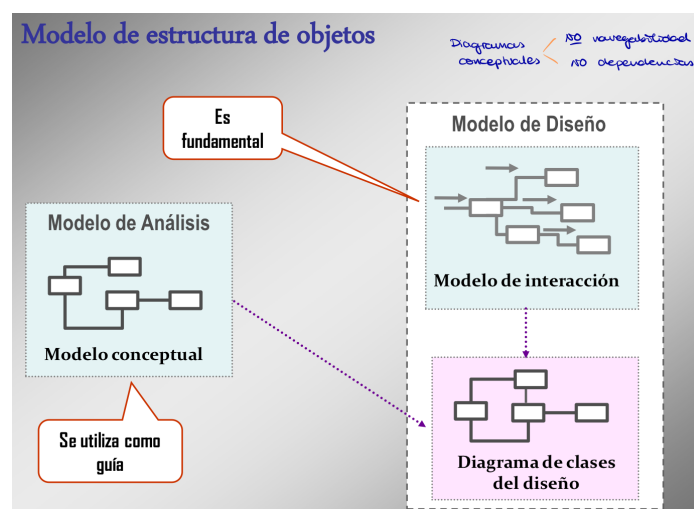 Modelo de estructura de objetos
Diagramas
conceptuales
NO navegabilidad
NO dependencias
Es
fundamental
Modelo de Diseño
Modelo de interacción
Modelo de Análisis
Modelo conceptual
Se utiliza como
guía
Diagrama de clases
del diseño